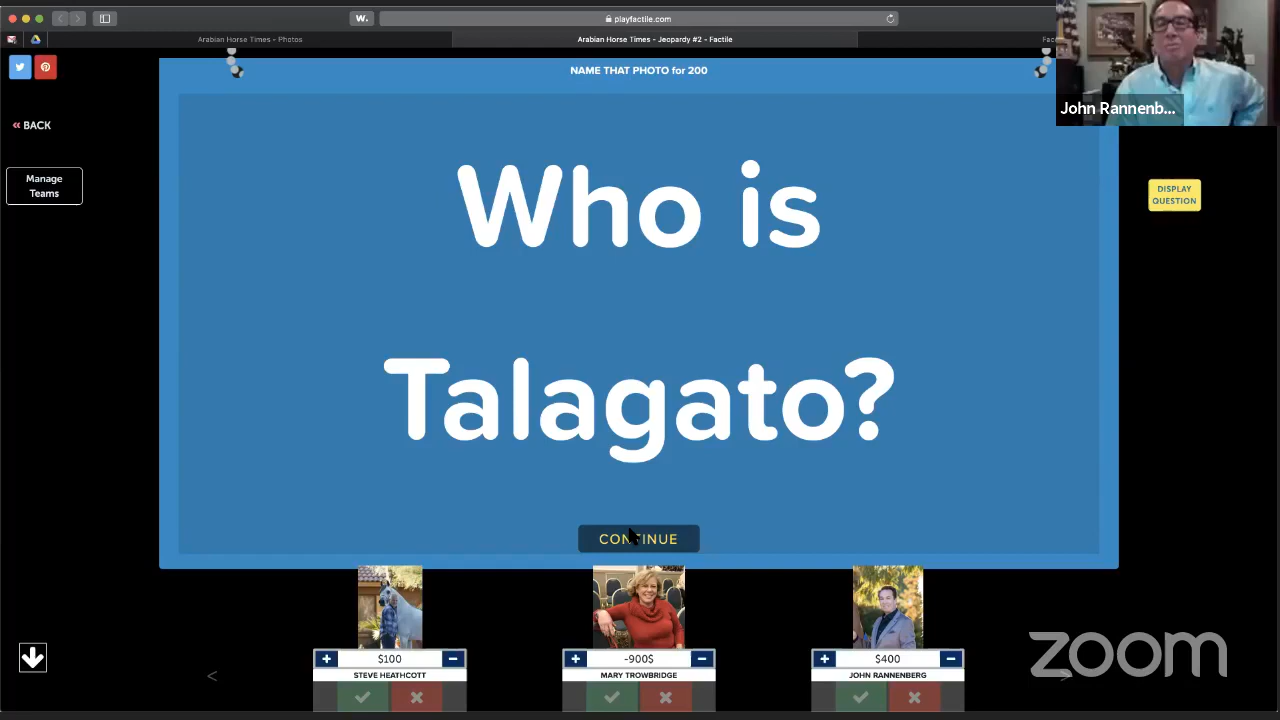 W.
playfactile.com
Arabian Horse Times - Photos
Arabian Horse Times - Jeopardy #2 - Factile
Fac
NAME THAT PHOTO for 200
John Rannenb...
« BACK
Manage
Teams
DISPLAY
QUESTION
Who is
Talagato?
CONTINUE
+ $100 −
STEVE HEATHCOTT
+ -900$ −
MARY TROWBRIDGE
+ $400 −
JOHN RANNENBERG
zoom